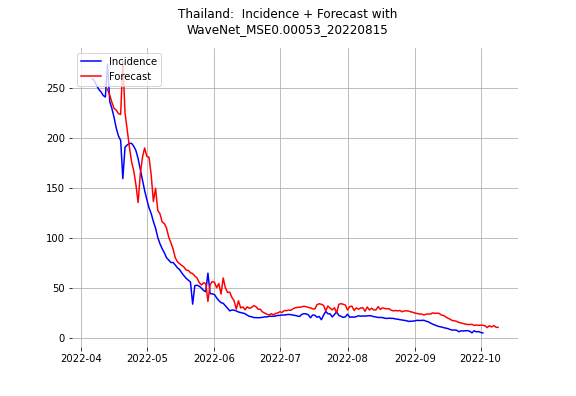 Thailand:  Incidence + Forecast with
WaveNet_MSE0.00053_20220815
Incidence
Forecast
250
200
150
100
50
0
2022-04 2022-05 2022-06 2022-07 2022-08 2022-09 2022-10